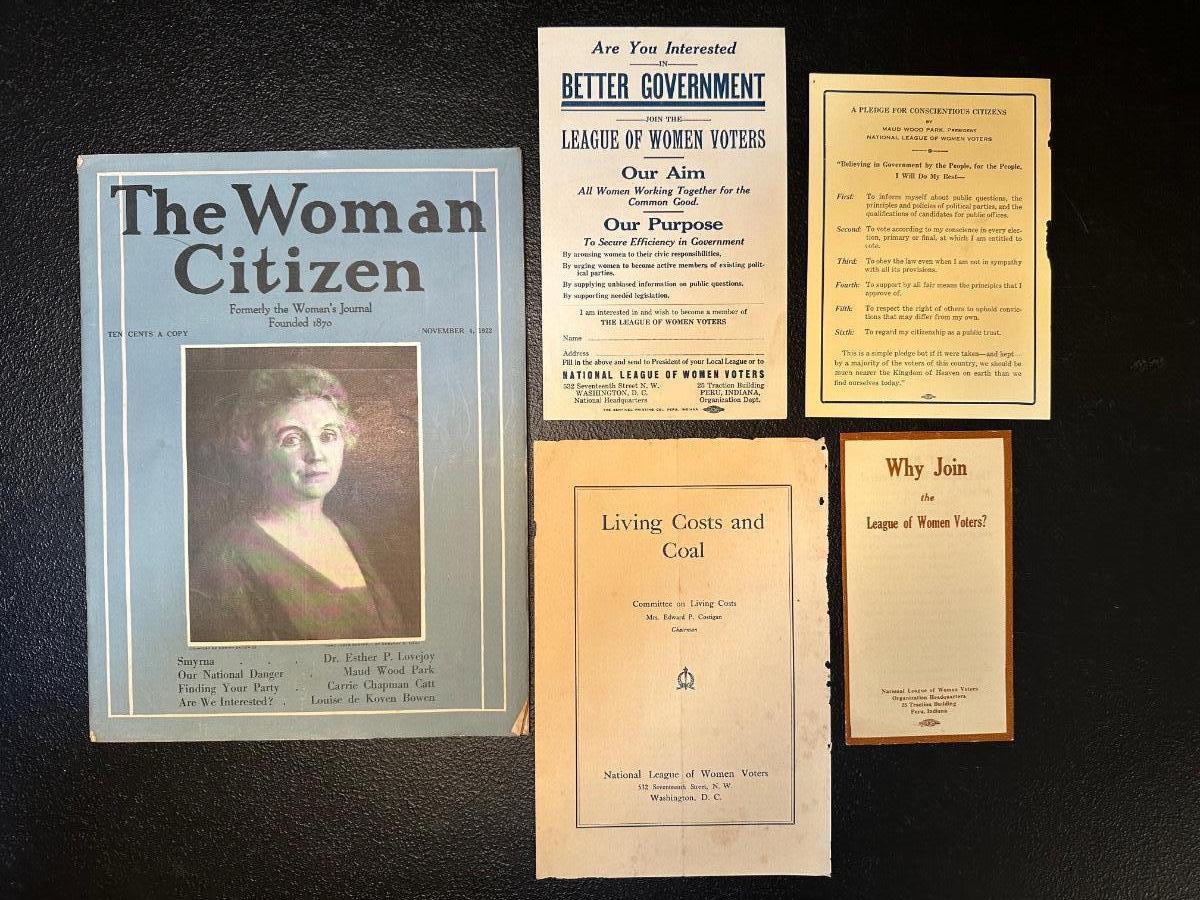 The Woman
Citizen
Formerly the Woman's Journal
Founded 1870
TEN CENTS A COPY
NOVEMBER 4, 1922
Smyrna . . . Dr. Esther P. Lovejoy
Our National Danger . Maud Wood Park
Finding Your Party . Carrie Chapman Catt
Are We Interested? . Louise de Koven Bowen
Are You Interested
IN
BETTER GOVERNMENT
JOIN THE
LEAGUE OF WOMEN VOTERS
Our Aim
All Women Working Together for the
Common Good.
Our Purpose
To Secure Efficiency in Government
By arousing women to their civic responsibilities,
By urging women to become active members of existing polit-
ical parties.
By supplying unbiased information on public questions.
By supporting needed legislation.
I am interested in and wish to become a member of
THE LEAGUE OF WOMEN VOTERS
Name
Address
Fill in the above and send to President of your Local League or to
NATIONAL LEAGUE OF WOMEN VOTERS
532 Seventeenth Street N. W. 25 Traction Building
WASHINGTON, D. C. PERU, INDIANA,
National Headquarters Organization Dept.
THE SENTINEL PRINTING CO., PERU, INDIANA
A PLEDGE FOR CONSCIENTIOUS CITIZENS
BY
MAUD WOOD PARK, PRESIDENT
NATIONAL LEAGUE OF WOMEN VOTERS
"Believing in Government by the People, for the People,
I Will Do My Best—
First: To inform myself about public questions, the
principles and policies of political parties, and the
qualifications of candidates for public offices.
Second: To vote according to my conscience in every elec-
tion, primary or final, at which I am entitled to
vote.
Third: To obey the law even when I am not in sympathy
with all its provisions.
Fourth: To support by all fair means the principles that I
approve of.
Fifth: To respect the right of others to uphold convic-
tions that may differ from my own.
Sixth: To regard my citizenship as a public trust.
This is a simple pledge but if it were taken—and kept—
by a majority of the voters of this country, we should be
much nearer the Kingdom of Heaven on earth than we
find ourselves today."
Living Costs and
Coal
Committee on Living Costs
Mrs. Edward P. Costigan
Chairman
National League of Women Voters
532 Seventeenth Street, N. W.
Washington, D. C.
Why Join
the
League of Women Voters?
National League of Women Voters
Organization Headquarters
25 Traction Building
Peru, Indiana